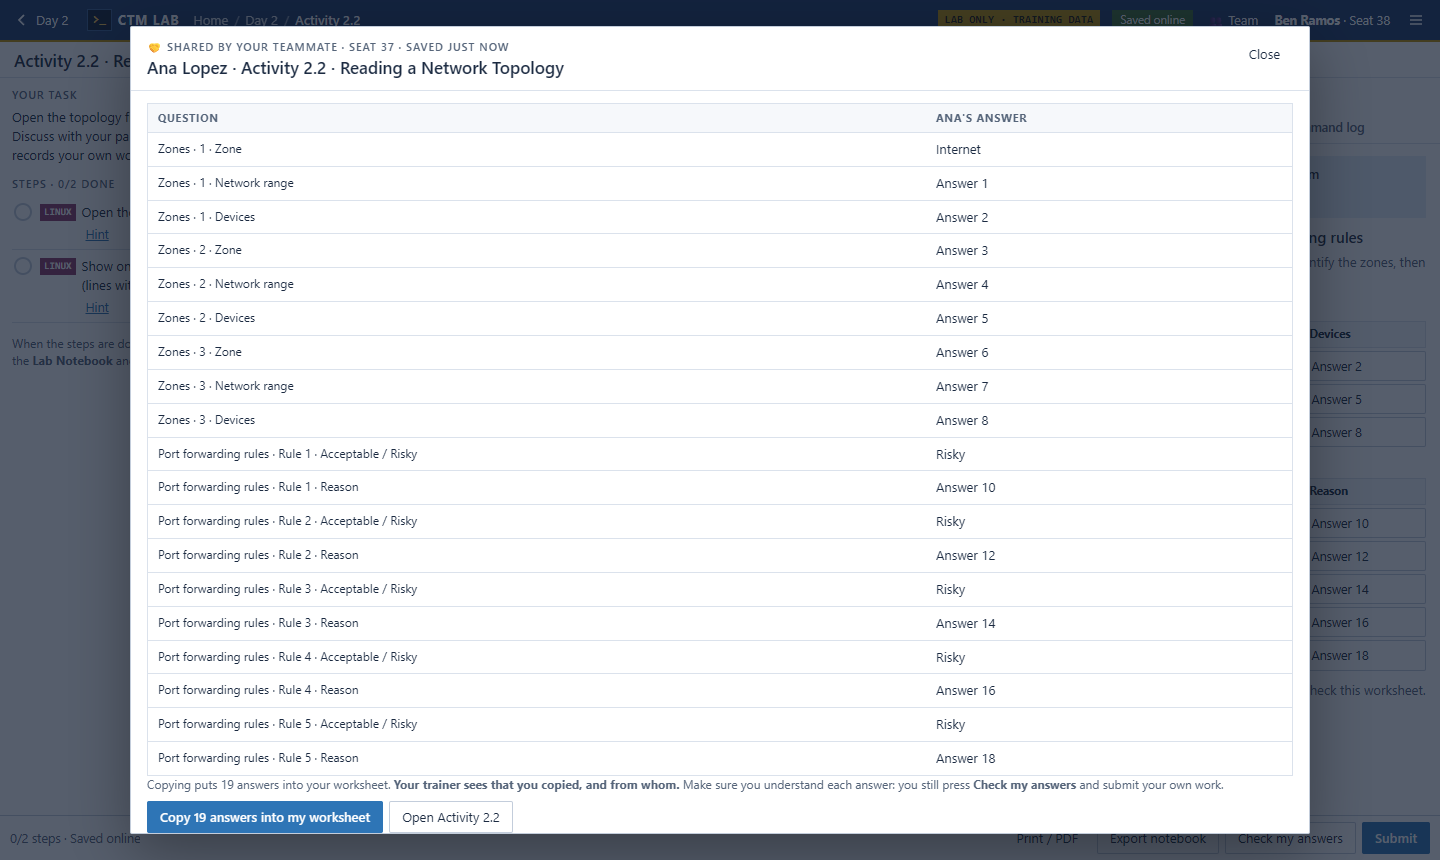 Day 2
>_
CTM LAB
Home / Day 2 / Activity 2.2
LAB ONLY · TRAINING DATA
Saved online
Team
Ben Ramos · Seat 38
SHARED BY YOUR TEAMMATE · SEAT 37 · SAVED JUST NOW
Ana Lopez · Activity 2.2 · Reading a Network Topology
Close
QUESTION ANA'S ANSWER
Zones · 1 · Zone Internet
Zones · 1 · Network range Answer 1
Zones · 1 · Devices Answer 2
Zones · 2 · Zone Answer 3
Zones · 2 · Network range Answer 4
Zones · 2 · Devices Answer 5
Zones · 3 · Zone Answer 6
Zones · 3 · Network range Answer 7
Zones · 3 · Devices Answer 8
Port forwarding rules · Rule 1 · Acceptable / Risky Risky
Port forwarding rules · Rule 1 · Reason Answer 10
Port forwarding rules · Rule 2 · Acceptable / Risky Risky
Port forwarding rules · Rule 2 · Reason Answer 12
Port forwarding rules · Rule 3 · Acceptable / Risky Risky
Port forwarding rules · Rule 3 · Reason Answer 14
Port forwarding rules · Rule 4 · Acceptable / Risky Risky
Port forwarding rules · Rule 4 · Reason Answer 16
Port forwarding rules · Rule 5 · Acceptable / Risky Risky
Port forwarding rules · Rule 5 · Reason Answer 18
Copying puts 19 answers into your worksheet. Your trainer sees that you copied, and from whom. Make sure you understand each answer: you still press Check my answers and submit your own work.
Copy 19 answers into my worksheet
Open Activity 2.2
Activity 2.2 · Re
YOUR TASK
Open the topology f
Discuss with your pa
records your own wo
STEPS · 0/2 DONE
LINUX Open the
Hint
LINUX Show on
(lines wit
Hint
When the steps are do
the Lab Notebook an
mand log
m
ng rules
ntify the zones, then
Devices
Answer 2
Answer 5
Answer 8
Reason
Answer 10
Answer 12
Answer 14
Answer 16
Answer 18
heck this worksheet.
0/2 steps · Saved online
Print / PDF
Export notebook
Check my answers
Submit